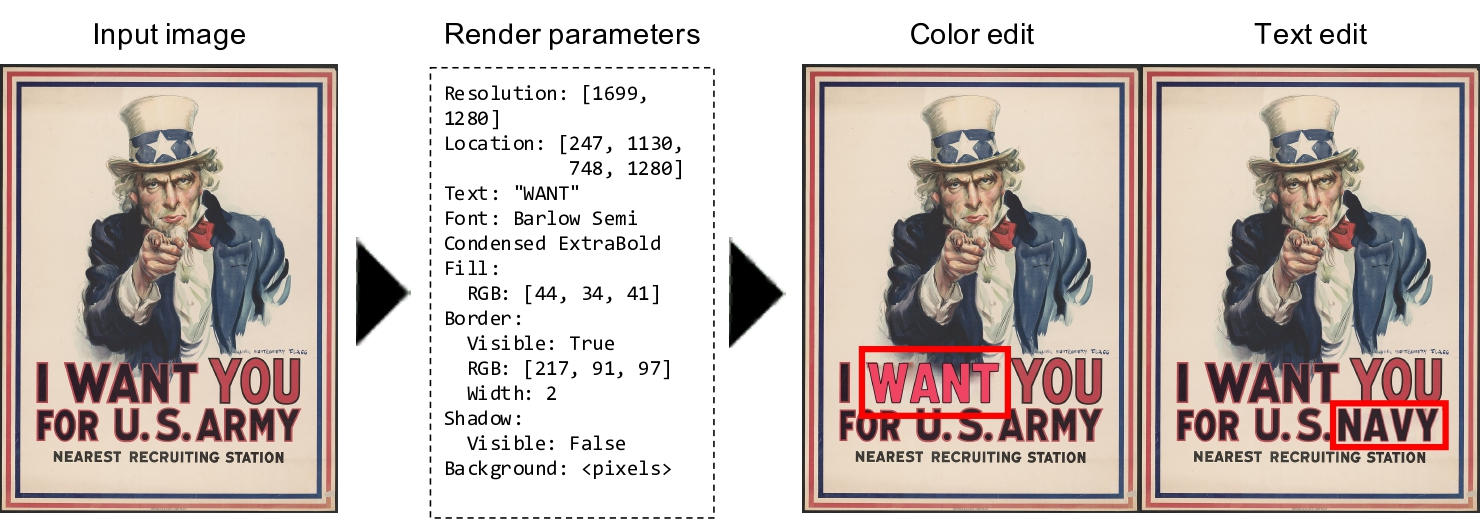 Input image
Render parameters
Color edit
Text edit
I WANT YOU
FOR U.S. ARMY
NEAREST RECRUITING STATION
Resolution: [1699,
1280]
Location: [247, 1130,
748, 1280]
Text: "WANT"
Font: Barlow Semi
Condensed ExtraBold
Fill:
RGB: [44, 34, 41]
Border:
Visible: True
RGB: [217, 91, 97]
Width: 2
Shadow:
Visible: False
Background: <pixels>
I WANT YOU
FOR U.S. ARMY
NEAREST RECRUITING STATION
I WANT YOU
FOR U.S. NAVY
NEAREST RECRUITING STATION